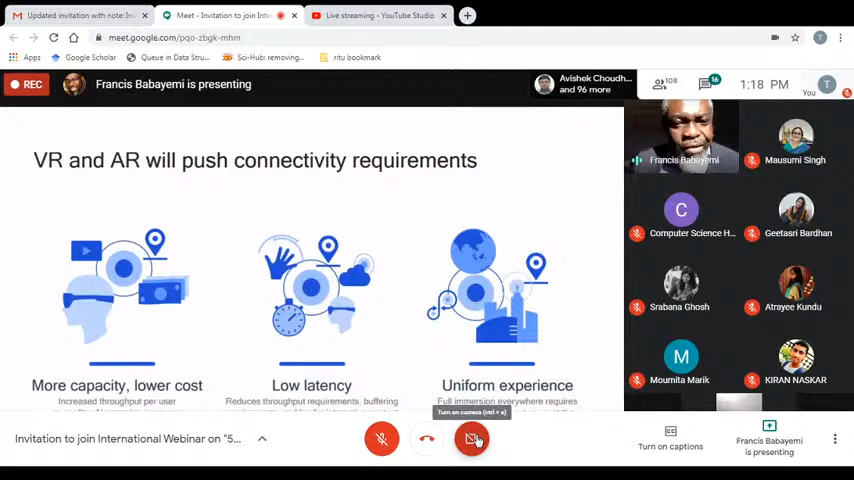 Updated invitation with note: In
Meet - Invitation to join Inte
Live streaming - YouTube Studio
meet.google.com/pqo-zbgk-mhm
T
Apps
Google Scholar
Queue in Data Stru...
Sci-Hub: removing...
ritu bookmark
REC
Francis Babayemi is presenting
Avishek Choudh...
and 96 more
108
16
1:18 PM
You
T
VR and AR will push connectivity requirements
Francis Babayemi
Mausumi Singh
C
Computer Science H...
Geetasri Bardhan
Srabana Ghosh
Atrayee Kundu
M
Moumita Marik
KIRAN NASKAR
More capacity, lower cost
Increased throughput per user
Low latency
Reduces throughput requirements, buffering
Uniform experience
Full immersion everywhere requires
Turn on camera (ctrl + e)
Invitation to join International Webinar on "5...
Turn on captions
Francis Babayemi
is presenting